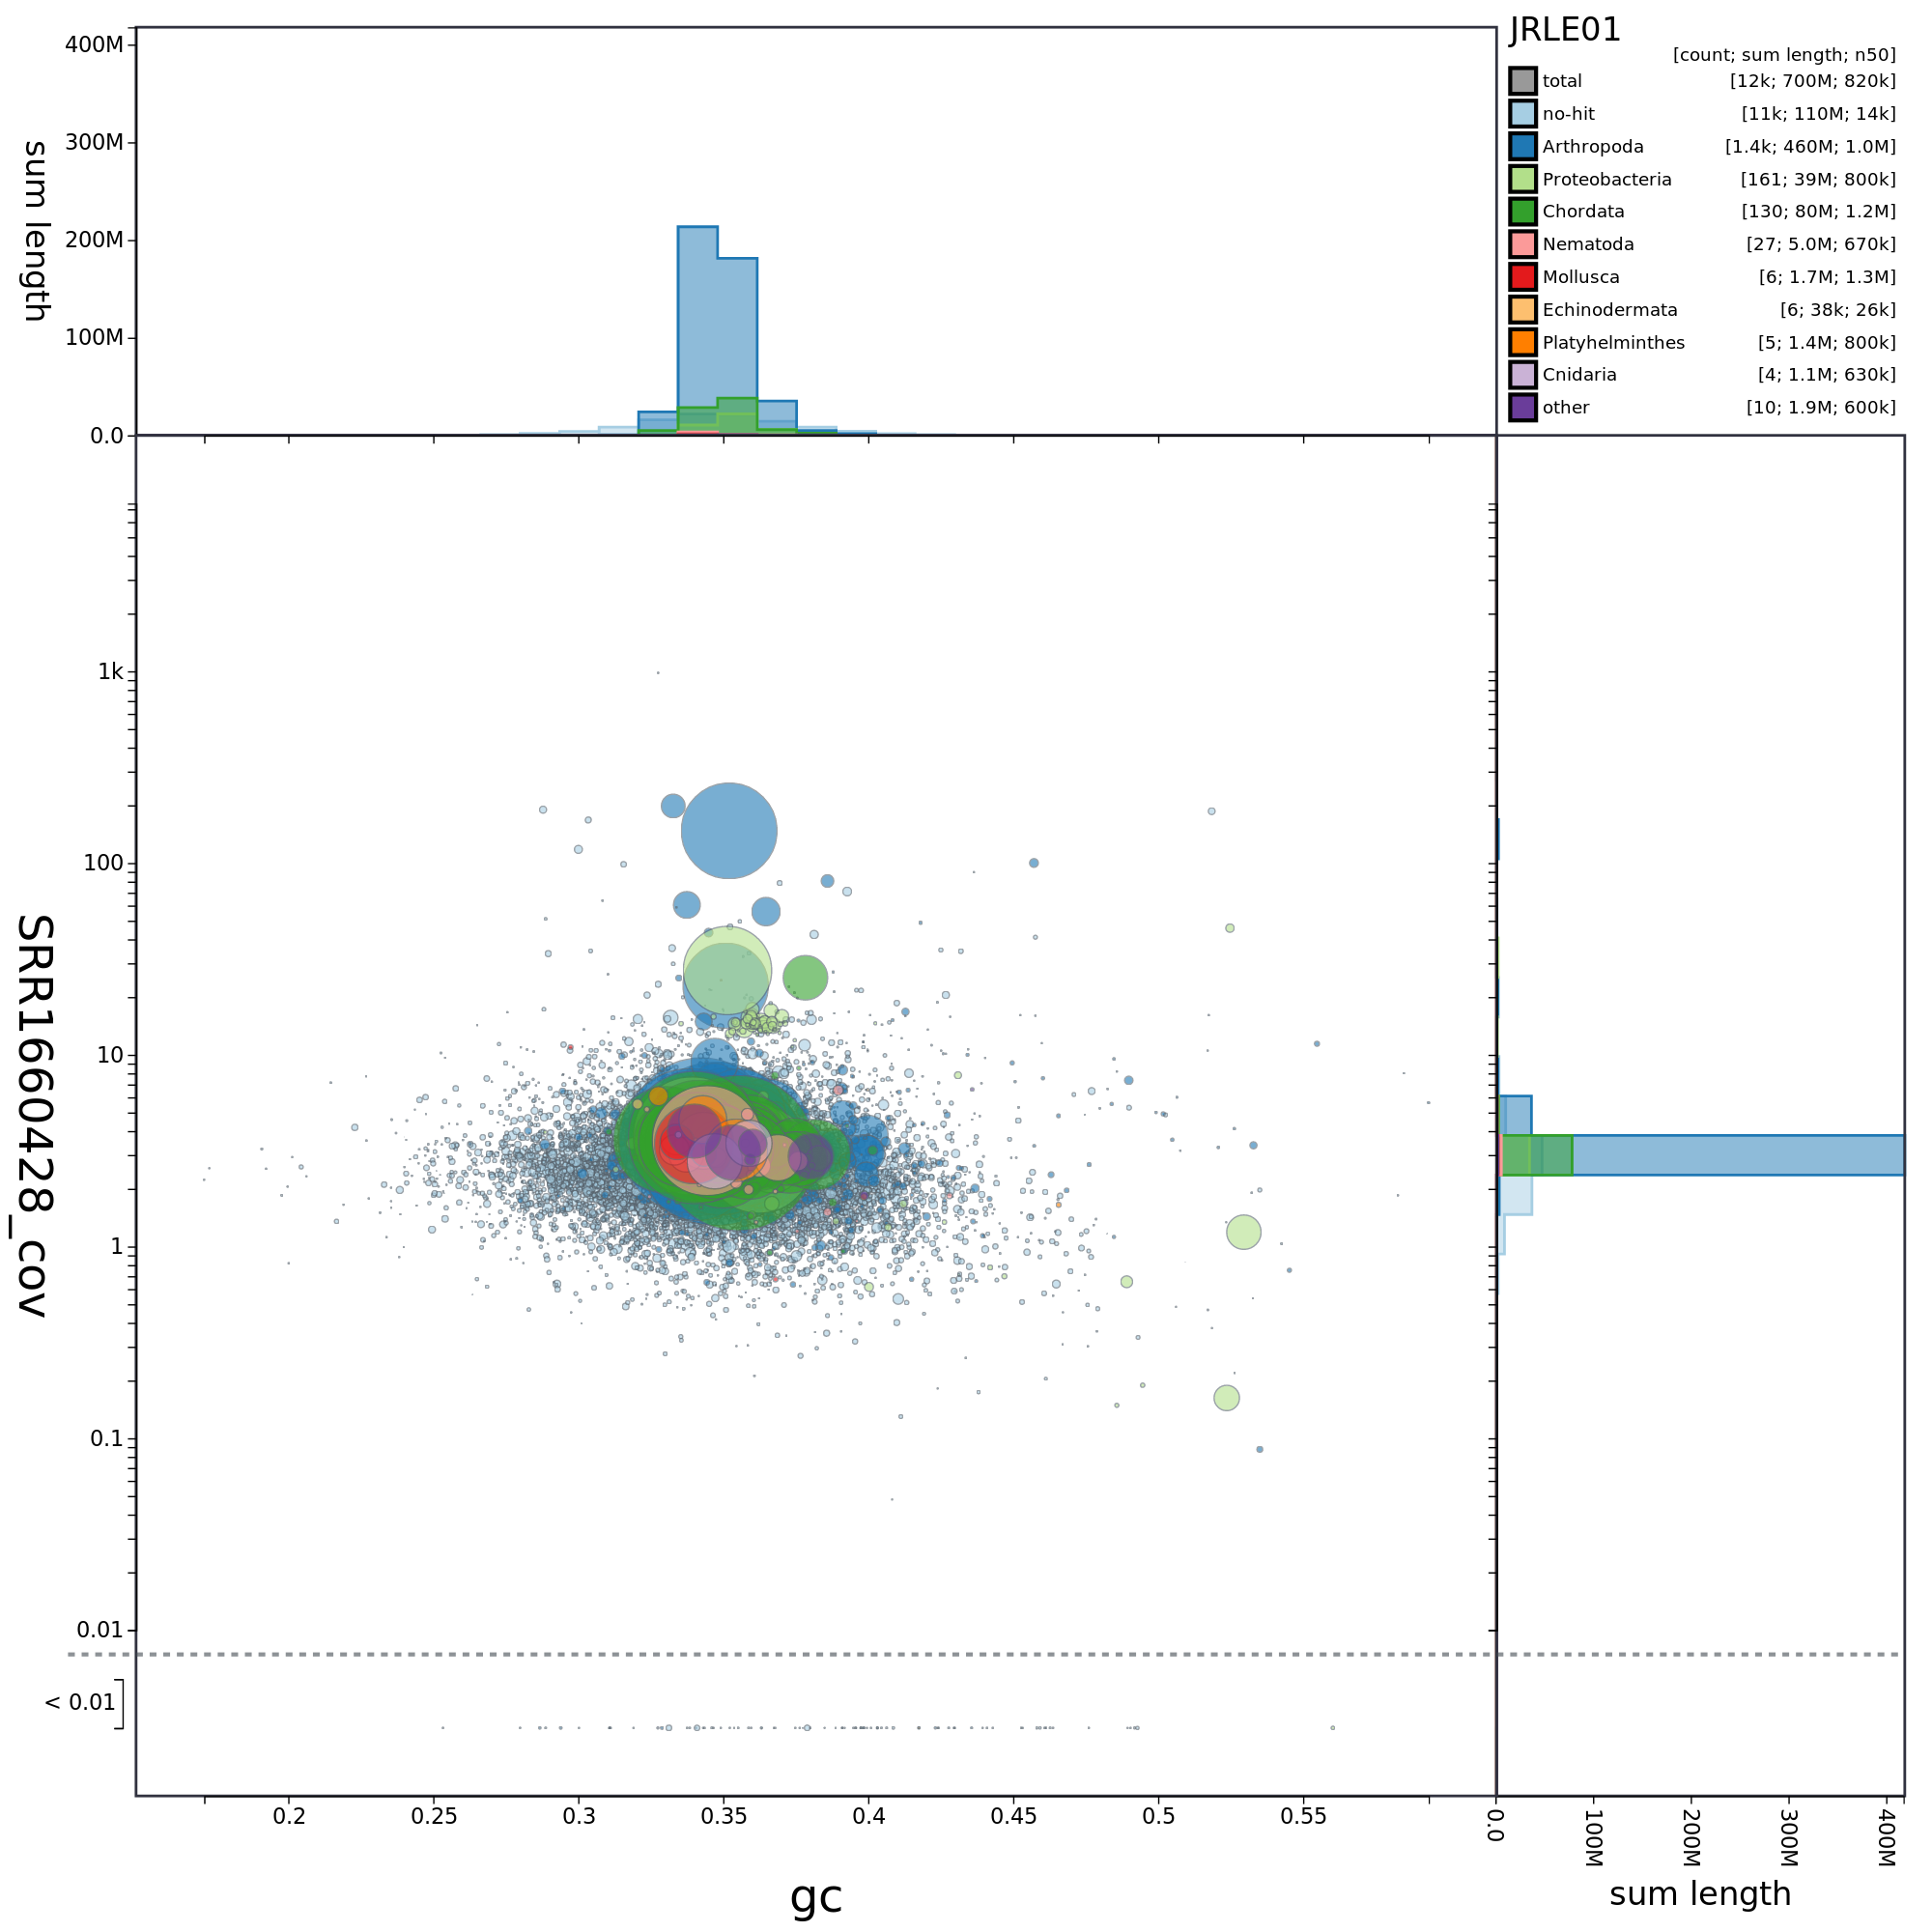 JRLE01
[count; sum length; n50]
total [12k; 700M; 820k]
no-hit [11k; 110M; 14k]
Arthropoda [1.4k; 460M; 1.0M]
Proteobacteria [161; 39M; 800k]
Chordata [130; 80M; 1.2M]
Nematoda [27; 5.0M; 670k]
Mollusca [6; 1.7M; 1.3M]
Echinodermata [6; 38k; 26k]
Platyhelminthes [5; 1.4M; 800k]
Cnidaria [4; 1.1M; 630k]
other [10; 1.9M; 600k]
sum length
400M
300M
200M
100M
0.0
SRR1660428_cov
1k
100
10
1
0.1
0.01
< 0.01
0.2 0.25 0.3 0.35 0.4 0.45 0.5 0.55
gc
0.0 100M 200M 300M 400M
sum length